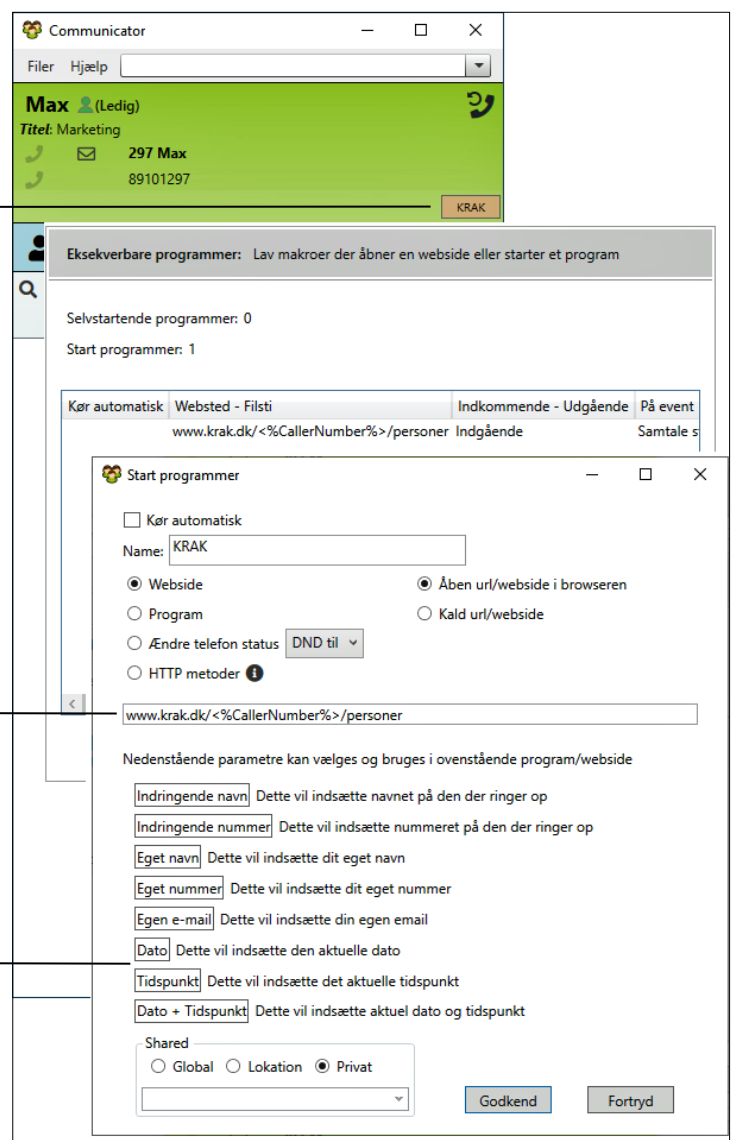 Communicator
Filer Hjælp
Max (Ledig)
Titel: Marketing
297 Max
89101297
KRAK
Eksekverbare programmer: Lav makroer der åbner en webside eller starter et program
Selvstartende programmer: 0
Start programmer: 1
Kør automatisk Websted - Filsti Indkommende - Udgående På event
www.krak.dk/<%CallerNumber%>/personer Indgående Samtale s
Start programmer
Kør automatisk
Name: KRAK
Webside Åben url/webside i browseren
Program Kald url/webside
Ændre telefon status DND til
HTTP metoder
www.krak.dk/<%CallerNumber%>/personer
Nedenstående parametre kan vælges og bruges i ovenstående program/webside
Indringende navn Dette vil indsætte navnet på den der ringer op
Indringende nummer Dette vil indsætte nummeret på den der ringer op
Eget navn Dette vil indsætte dit eget navn
Eget nummer Dette vil indsætte dit eget nummer
Egen e-mail Dette vil indsætte din egen email
Dato Dette vil indsætte den aktuelle dato
Tidspunkt Dette vil indsætte det aktuelle tidspunkt
Dato + Tidspunkt Dette vil indsætte aktuel dato og tidspunkt
Shared
Global Lokation Privat
Godkend Fortryd